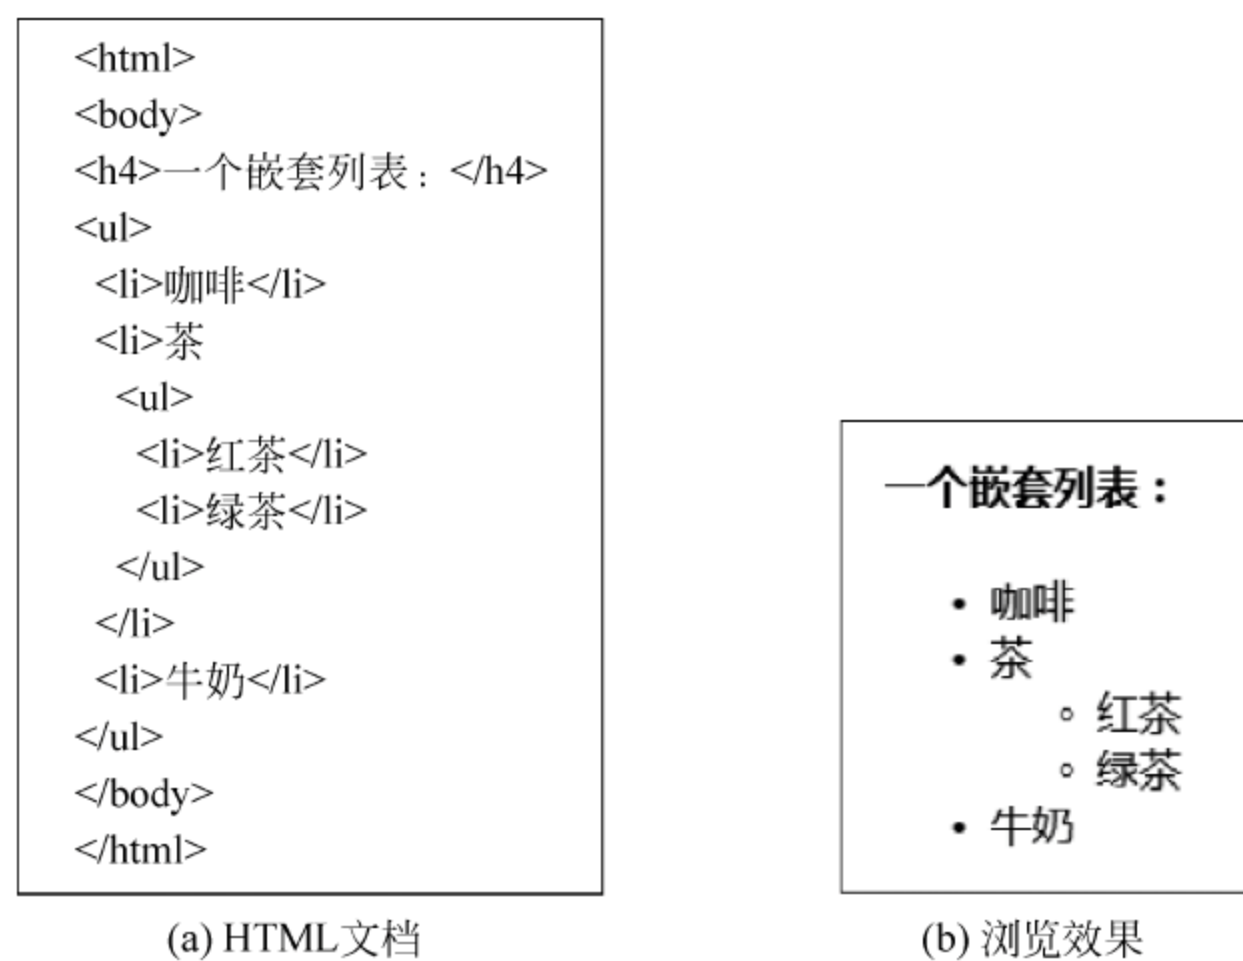 <html>
<body>
<h4>一个嵌套列表：</h4>
<ul>
<li>咖啡</li>
<li>茶
<ul>
<li>红茶</li>
<li>绿茶</li>
</ul>
</li>
<li>牛奶</li>
</ul>
</body>
</html>
(a) HTML文档
一个嵌套列表：
• 咖啡
• 茶
○ 红茶
○ 绿茶
• 牛奶
(b) 浏览效果